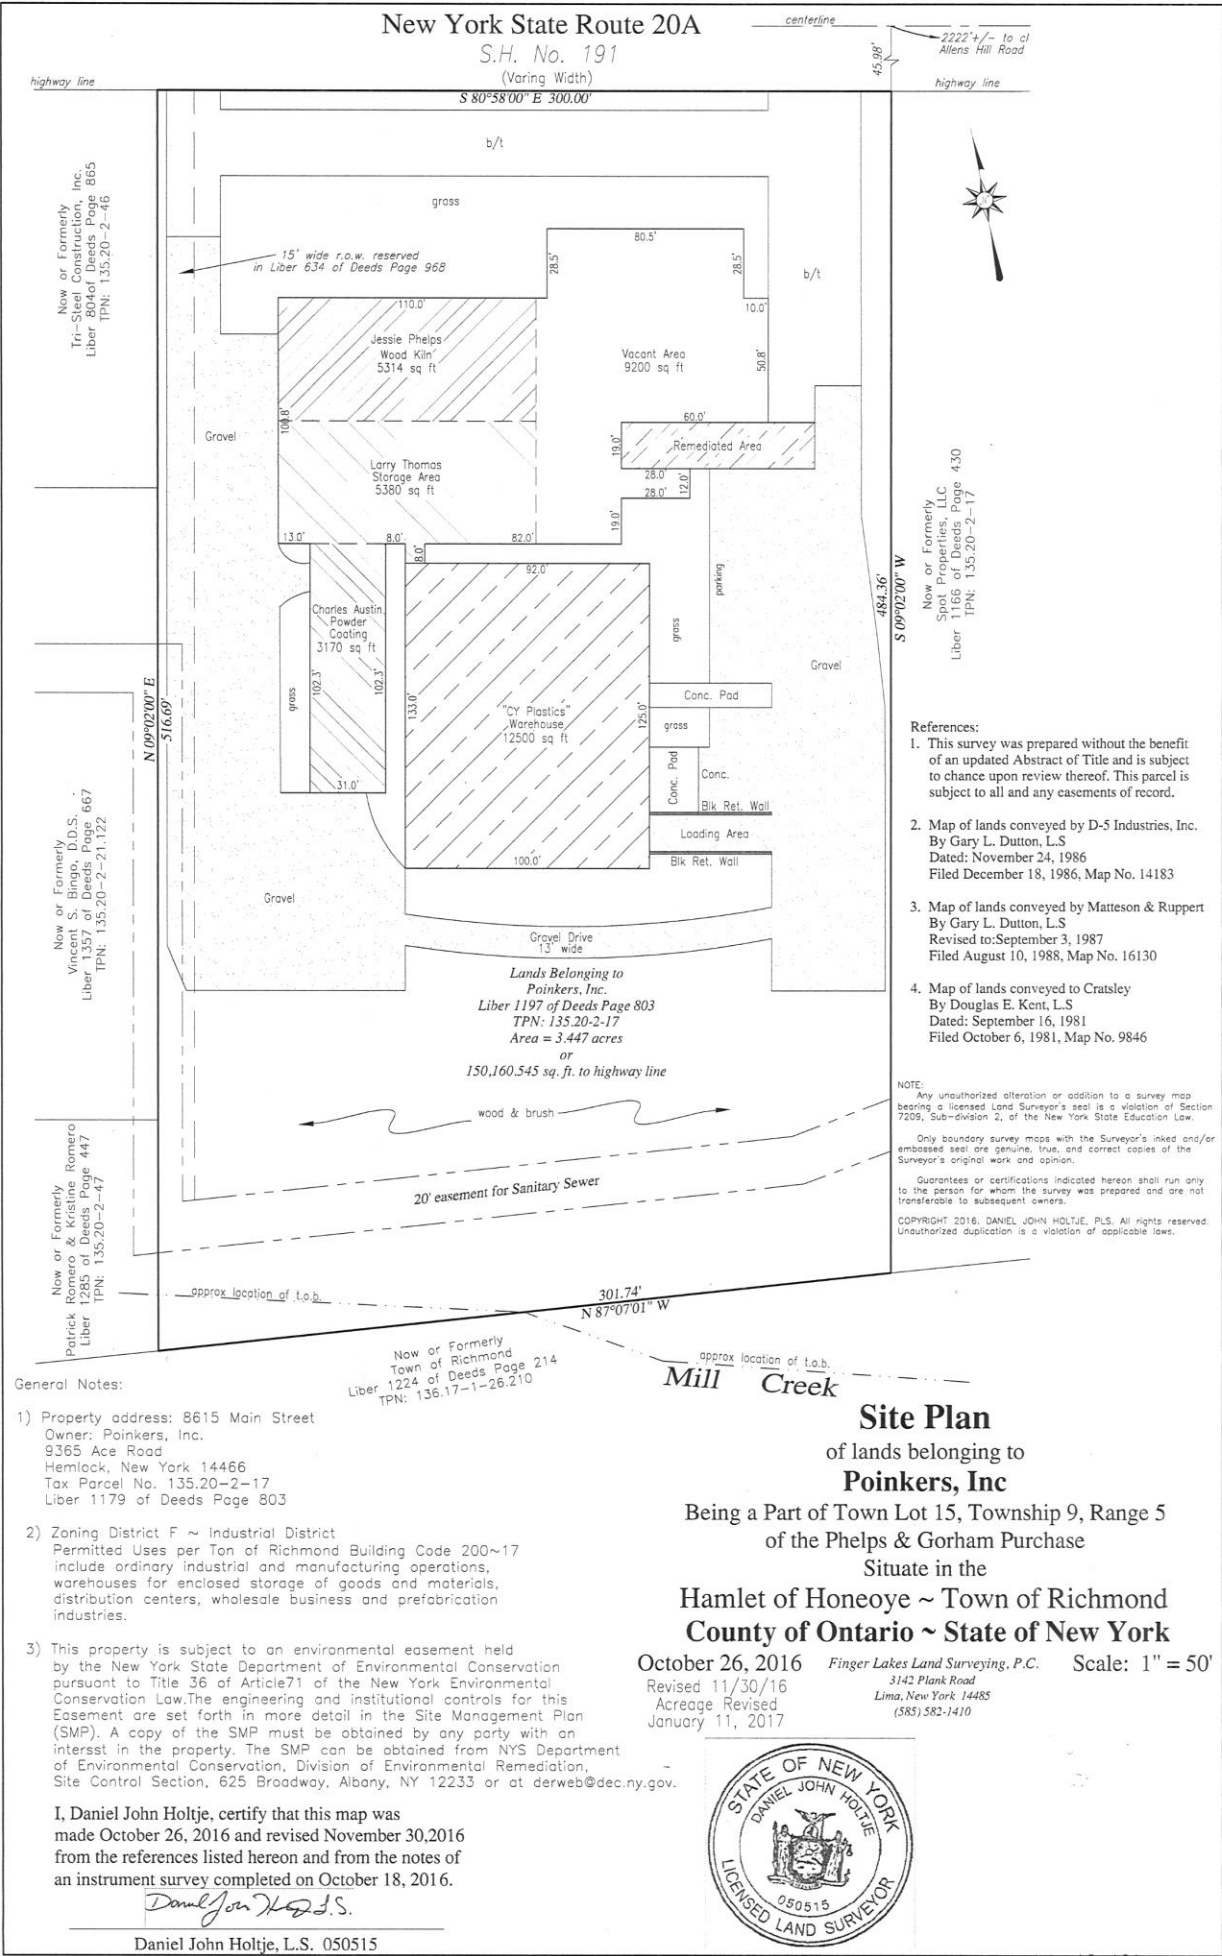 New York State Route 20A
S.H. No. 191
(Varing Width)
centerline
2222'+/- to cl
Allens Hill Road
45.98'
highway line
highway line
S 80°58'00" E 300.00'
b/t
grass
Now or Formerly
Tri-Steel Construction, Inc.
Liber 804of Deeds Page 865
TPN: 135.20-2-46
15' wide r.o.w. reserved
in Liber 634 of Deeds Page 968
80.5'
28.5'
28.5'
b/t
N
110.0'
10.0'
Jessie Phelps
Wood Kiln
5314 sq ft
Vacant Area
9200 sq ft
50.8'
100.8'
Gravel
60.0'
19.0'
Remediated Area
Larry Thomas
Storage Area
5380 sq ft
28.0'
28.0'
12.0'
19.0'
13.0'
8.0'
8.0'
82.0'
92.0'
Now or Formerly
Spot Properties, LLC
Liber 1166 of Deeds Page 430
TPN: 135.20-2-17
484.36'
S 09°02'00" W
parking
grass
Charles Austin
Powder
Coating
3170 sq ft
Gravel
grass
102.3'
102.3'
133.0'
"CY Plastics"
Warehouse
12500 sq ft
125.0'
Conc. Pad
grass
Conc. Pad
Conc.
31.0'
Blk Ret. Wall
Loading Area
Blk Ret. Wall
100.0'
N 09°02'00" E
516.69'
Now or Formerly
Vincent S. Bingo, D.D.S.
Liber 1357 of Deeds Page 667
TPN: 135.20-2-21.122
Gravel
Gravel Drive
13' wide
Lands Belonging to
Poinkers, Inc.
Liber 1197 of Deeds Page 803
TPN: 135.20-2-17
Area = 3.447 acres
or
150,160.545 sq. ft. to highway line
wood & brush
20' easement for Sanitary Sewer
Now or Formerly
Patrick Romero & Kristine Romero
Liber 1285 of Deeds Page 447
TPN: 135.20-2-47
approx location of t.o.b.
301.74'
N 87°07'01" W
Now or Formerly
Town of Richmond
Liber 1224 of Deeds Page 214
TPN: 136.17-1-26.210
approx location of t.o.b.
Mill Creek
References:
1. This survey was prepared without the benefit
of an updated Abstract of Title and is subject
to chance upon review thereof. This parcel is
subject to all and any easements of record.
2. Map of lands conveyed by D-5 Industries, Inc.
By Gary L. Dutton, L.S
Dated: November 24, 1986
Filed December 18, 1986, Map No. 14183
3. Map of lands conveyed by Matteson & Ruppert
By Gary L. Dutton, L.S
Revised to:September 3, 1987
Filed August 10, 1988, Map No. 16130
4. Map of lands conveyed to Cratsley
By Douglas E. Kent, L.S
Dated: September 16, 1981
Filed October 6, 1981, Map No. 9846
NOTE:
Any unauthorized alteration or addition to a survey map
bearing a licensed Land Surveyor's seal is a violation of Section
7209, Sub-division 2, of the New York State Education Law.
Only boundary survey maps with the Surveyor's inked and/or
embossed seal are genuine, true, and correct copies of the
Surveyor's original work and opinion.
Guarantees or certifications indicated hereon shall run only
to the person for whom the survey was prepared and are not
transferable to subsequent owners.
COPYRIGHT 2016, DANIEL JOHN HOLTJE, PLS. All rights reserved.
Unauthorized duplication is a violation of applicable laws.
General Notes:
1) Property address: 8615 Main Street
Owner: Poinkers, Inc.
9365 Ace Road
Hemlock, New York 14466
Tax Parcel No. 135.20-2-17
Liber 1179 of Deeds Page 803
2) Zoning District F ~ Industrial District
Permitted Uses per Ton of Richmond Building Code 200~17
include ordinary industrial and manufacturing operations,
warehouses for enclosed storage of goods and materials,
distribution centers, wholesale business and prefabrication
industries.
3) This property is subject to an environmental easement held
by the New York State Department of Environmental Conservation
pursuant to Title 36 of Article71 of the New York Environmental
Conservation Law.The engineering and institutional controls for this
Easement are set forth in more detail in the Site Management Plan
(SMP). A copy of the SMP must be obtained by any party with an
intersst in the property. The SMP can be obtained from NYS Department
of Environmental Conservation, Division of Environmental Remediation,
Site Control Section, 625 Broadway, Albany, NY 12233 or at derweb@dec.ny.gov.
I, Daniel John Holtje, certify that this map was
made October 26, 2016 and revised November 30,2016
from the references listed hereon and from the notes of
an instrument survey completed on October 18, 2016.
Daniel John Holtje L.S.
Daniel John Holtje, L.S. 050515
Site Plan
of lands belonging to
Poinkers, Inc
Being a Part of Town Lot 15, Township 9, Range 5
of the Phelps & Gorham Purchase
Situate in the
Hamlet of Honeoye ~ Town of Richmond
County of Ontario ~ State of New York
October 26, 2016
Revised 11/30/16
Acreage Revised
January 11, 2017
Finger Lakes Land Surveying, P.C.
3142 Plank Road
Lima, New York 14485
(585) 582-1410
Scale: 1" = 50'
STATE OF NEW YORK
DANIEL JOHN HOLTJE
050515
LICENSED LAND SURVEYOR